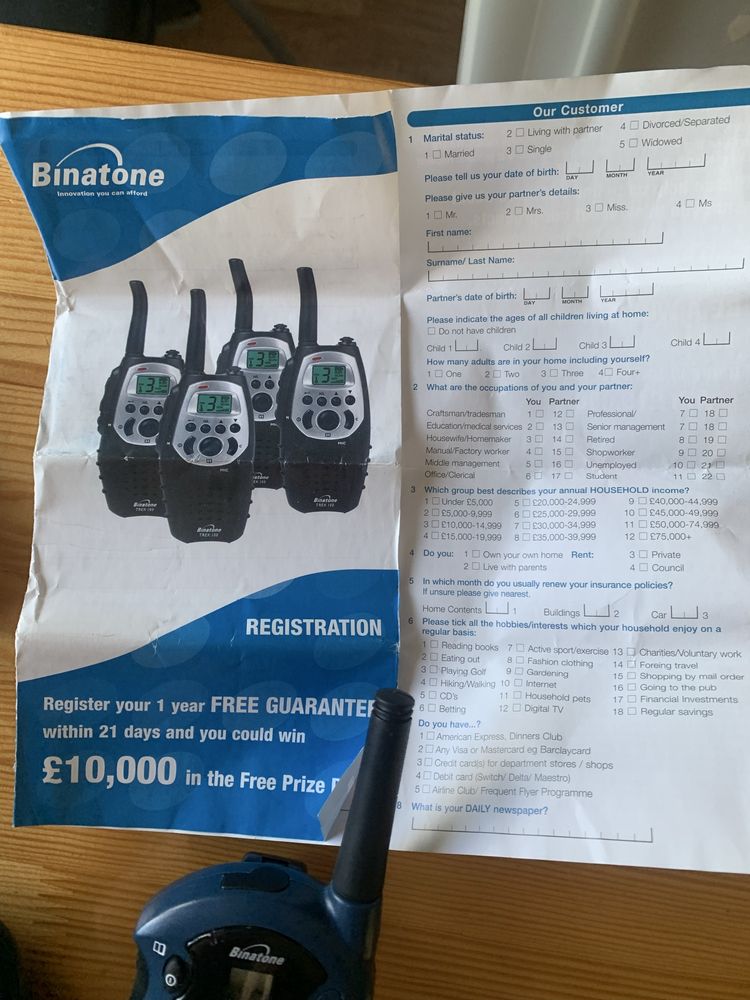 Binatone
Innovation you can afford
Binatone
TREK 100
Binatone
TREK 100
Binatone
Binatone
TREK 100
REGISTRATION
Register your 1 year FREE GUARANTEE
within 21 days and you could win
£10,000 in the Free Prize
Our Customer
1 Marital status: 2 Living with partner 4 Divorced/Separated
1 Married 3 Single 5 Widowed
Please tell us your date of birth: DAY MONTH YEAR
Please give us your partner's details:
1 Mr. 2 Mrs. 3 Miss. 4 Ms
First name:
Surname/ Last Name:
Partner's date of birth: DAY MONTH YEAR
Please indicate the ages of all children living at home:
Do not have children
Child 1 Child 2 Child 3 Child 4
How many adults are in your home including yourself?
1 One 2 Two 3 Three 4 Four+
2 What are the occupations of you and your partner:
You Partner You Partner
Craftsman/tradesman 1 12 Professional/ 7 18
Education/medical services 2 13 Senior management 7 18
Housewife/Homemaker 3 14 Retired 8 19
Manual/Factory worker 4 15 Shopworker 9 20
Middle management 5 16 Unemployed 10 21
Office/Clerical 6 17 Student 11 22
3 Which group best describes your annual HOUSEHOLD income?
1 Under £5,000 5 £20,000-24,999 9 £40,000-44,999
2 £5,000-9,999 6 £25,000-29,999 10 £45,000-49,999
3 £10,000-14,999 7 £30,000-34,999 11 £50,000-74,999
4 £15,000-19,999 8 £35,000-39,999 12 £75,000+
4 Do you: 1 Own your own home Rent: 3 Private
2 Live with parents 4 Council
5 In which month do you usually renew your insurance policies?
If unsure please give nearest.
Home Contents 1 Buildings 2 Car 3
6 Please tick all the hobbies/interests which your household enjoy on a
regular basis:
1 Reading books 7 Active sport/exercise 13 Charities/Voluntary work
2 Eating out 8 Fashion clothing 14 Foreing travel
3 Playing Golf 9 Gardening 15 Shopping by mail order
4 Hiking/Walking 10 Internet 16 Going to the pub
5 CD's 11 Household pets 17 Financial Investments
6 Betting 12 Digital TV 18 Regular savings
Do you have...?
1 American Express, Dinners Club
2 Any Visa or Mastercard eg Barclaycard
3 Credit card(s) for department stores / shops
4 Debit card (Switch/ Delta/ Maestro)
5 Airline Club/ Frequent Flyer Programme
8 What is your DAILY newspaper?
Binatone